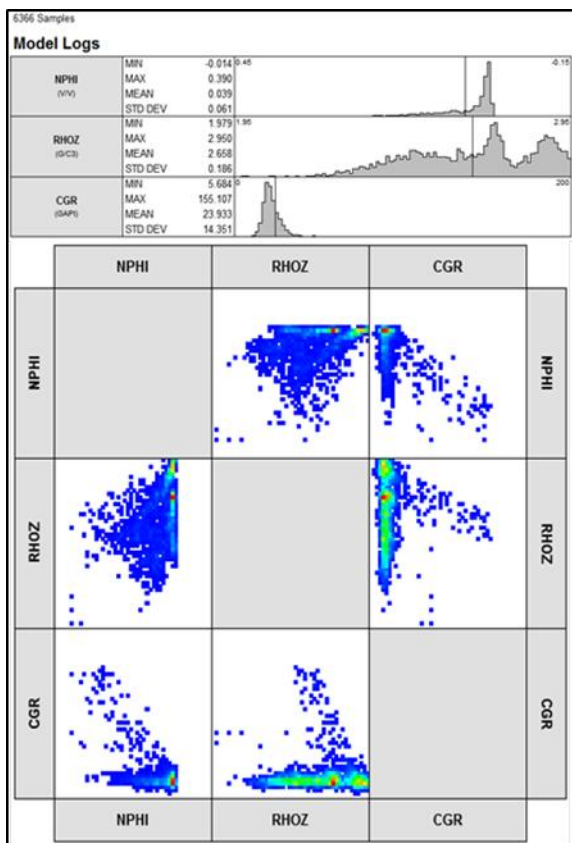 6366 Samples
Model Logs
NPHI
(V/V)
MIN -0.014
MAX 0.390
MEAN 0.039
STD DEV 0.061
0.45 -0.15
RHOZ
(G/C3)
MIN 1.979
MAX 2.950
MEAN 2.658
STD DEV 0.186
1.95 2.95
CGR
(GAPI)
MIN 5.684
MAX 155.107
MEAN 23.933
STD DEV 14.351
0 200
NPHI RHOZ CGR
NPHI NPHI
RHOZ RHOZ
CGR CGR
NPHI RHOZ CGR